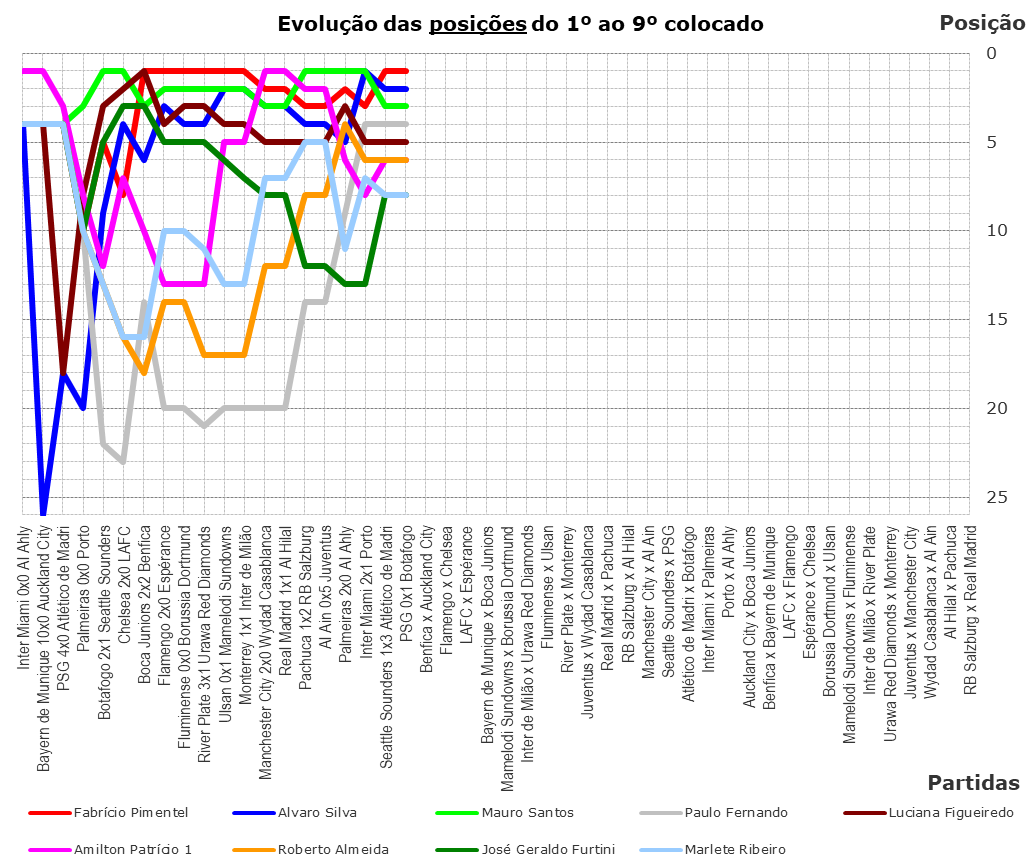 Evolução das posições do 1º ao 9º colocado
Posição
0
5
10
15
20
25
Inter Miami 0x0 Al Ahly
Bayern de Munique 10x0 Auckland City
PSG 4x0 Atlético de Madri
Palmeiras 0x0 Porto
Botafogo 2x1 Seattle Sounders
Chelsea 2x0 LAFC
Boca Juniors 2x2 Benfica
Flamengo 2x0 Espérance
Fluminense 0x0 Borussia Dortmund
River Plate 3x1 Urawa Red Diamonds
Ulsan 0x1 Mamelodi Sundowns
Monterrey 1x1 Inter de Milão
Manchester City 2x0 Wydad Casablanca
Real Madrid 1x1 Al Hilal
Pachuca 1x2 RB Salzburg
Al Ain 0x5 Juventus
Palmeiras 2x0 Al Ahly
Inter Miami 2x1 Porto
Seattle Sounders 1x3 Atlético de Madri
PSG 0x1 Botafogo
Benfica x Auckland City
Flamengo x Chelsea
LAFC x Espérance
Bayern de Munique x Boca Juniors
Mamelodi Sundowns x Borussia Dortmund
Inter de Milão x Urawa Red Diamonds
Fluminense x Ulsan
River Plate x Monterrey
Juventus x Wydad Casablanca
Real Madrid x Pachuca
RB Salzburg x Al Hilal
Manchester City x Al Ain
Seattle Sounders x PSG
Atlético de Madri x Botafogo
Inter Miami x Palmeiras
Porto x Al Ahly
Auckland City x Boca Juniors
Benfica x Bayern de Munique
LAFC x Flamengo
Espérance x Chelsea
Borussia Dortmund x Ulsan
Mamelodi Sundowns x Fluminense
Inter de Milão x River Plate
Urawa Red Diamonds x Monterrey
Juventus x Manchester City
Wydad Casablanca x Al Ain
Al Hilal x Pachuca
RB Salzburg x Real Madrid
Partidas
Fabrício Pimentel
Alvaro Silva
Mauro Santos
Paulo Fernando
Luciana Figueiredo
Amilton Patrício 1
Roberto Almeida
José Geraldo Furtini
Marlete Ribeiro